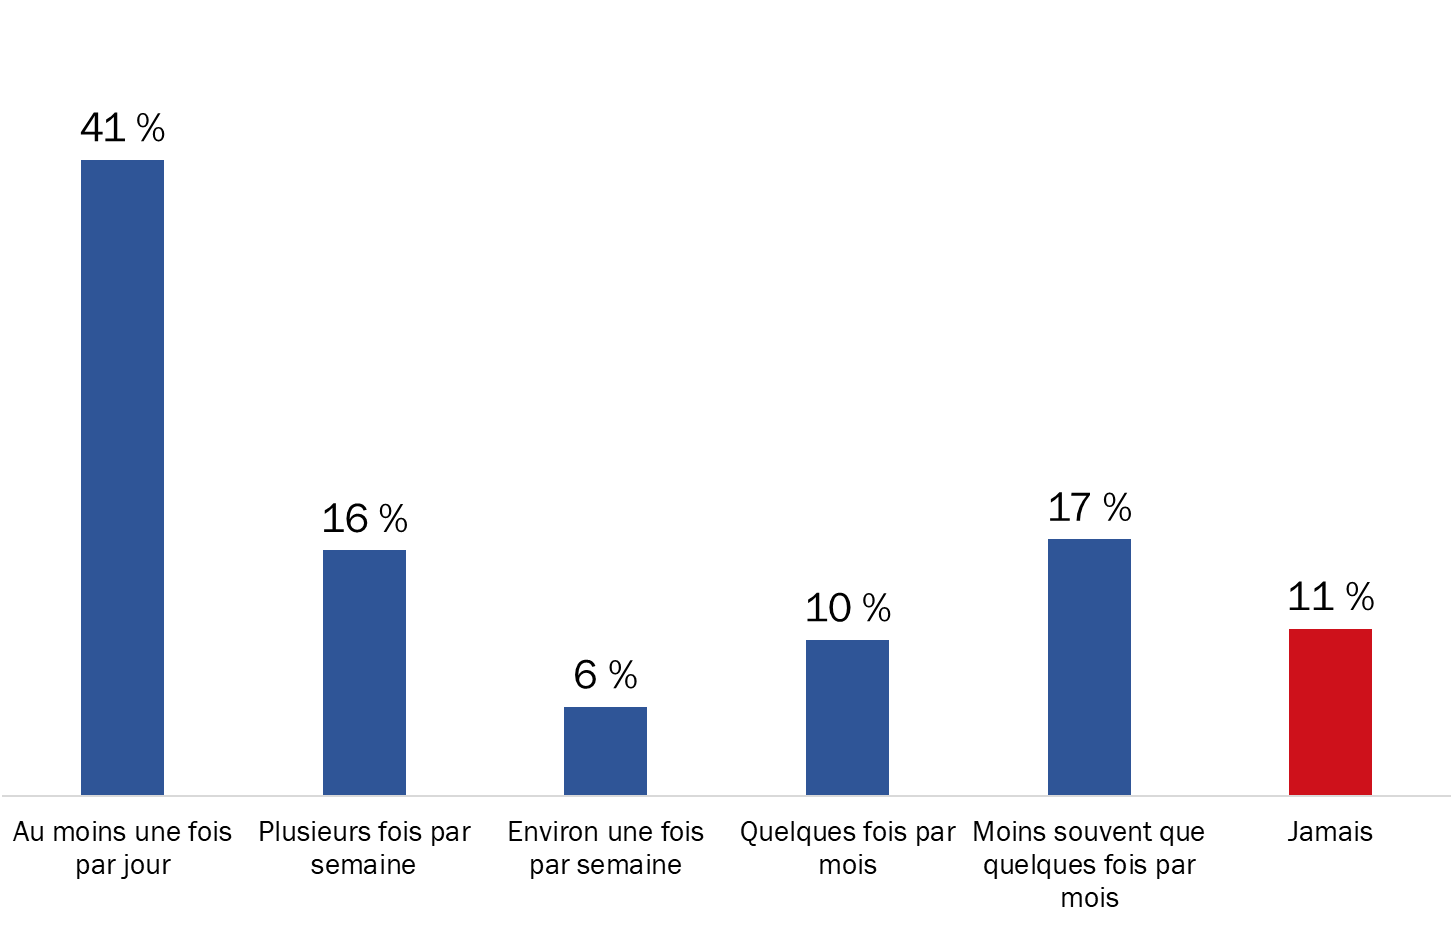 41 %
16 %
6 %
10 %
17 %
11 %
Au moins une fois
par jour
Plusieurs fois par
semaine
Environ une fois
par semaine
Quelques fois par
mois
Moins souvent que
quelques fois par
mois
Jamais